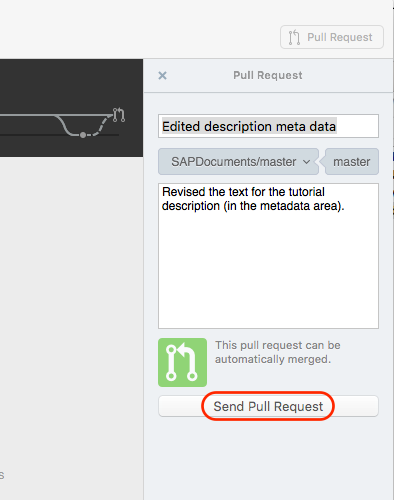 Pull Request
Pull Request
Edited description meta data
SAPDocuments/master
master
Revised the text for the tutorial
description (in the metadata area).
This pull request can be
automatically merged.
Send Pull Request